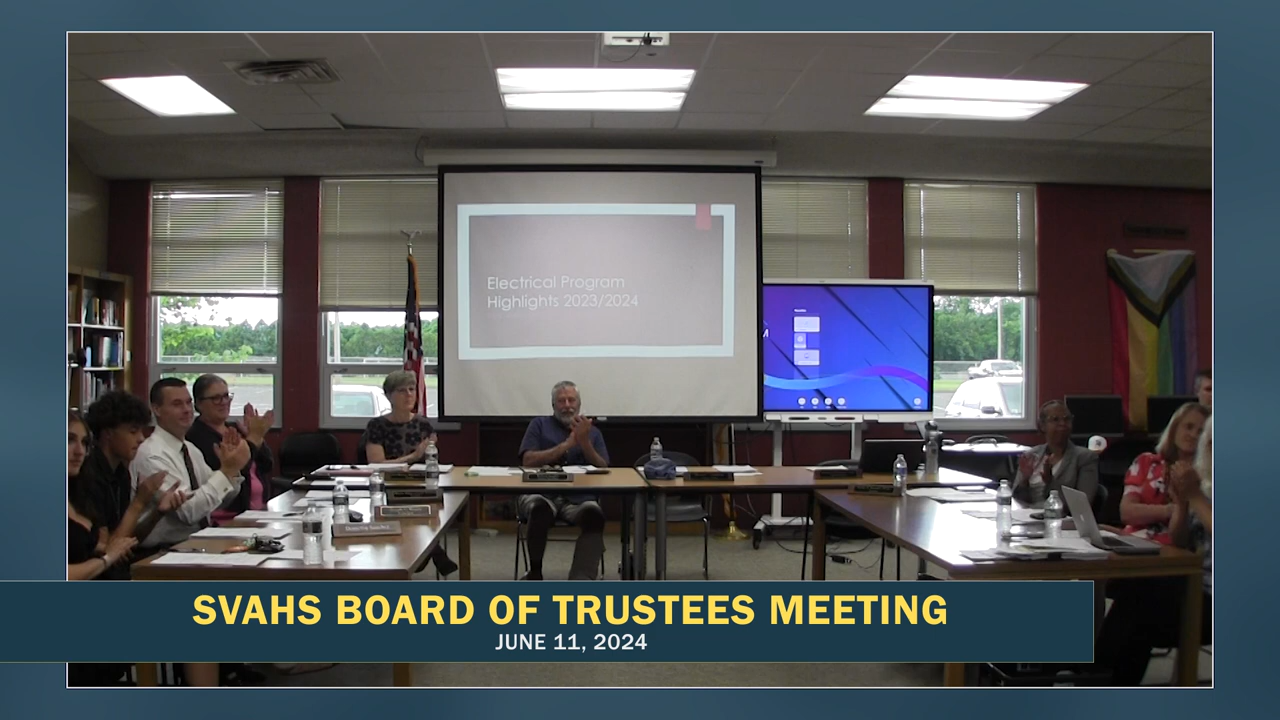 Electrical Program
Highlights 2023/2024
SVAHS BOARD OF TRUSTEES MEETING
JUNE 11, 2024